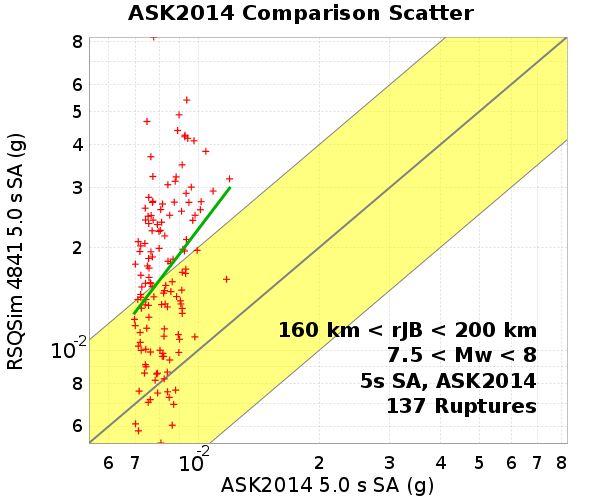 ASK2014 Comparison Scatter
8
6
5
4
3
2
10-2
8
6
RSQSim 4841 5.0 s SA (g)
160 km < rJB < 200 km
7.5 < Mw < 8
5s SA, ASK2014
137 Ruptures
6 7 10-2 2 3 4 5 6 7 8
ASK2014 5.0 s SA (g)